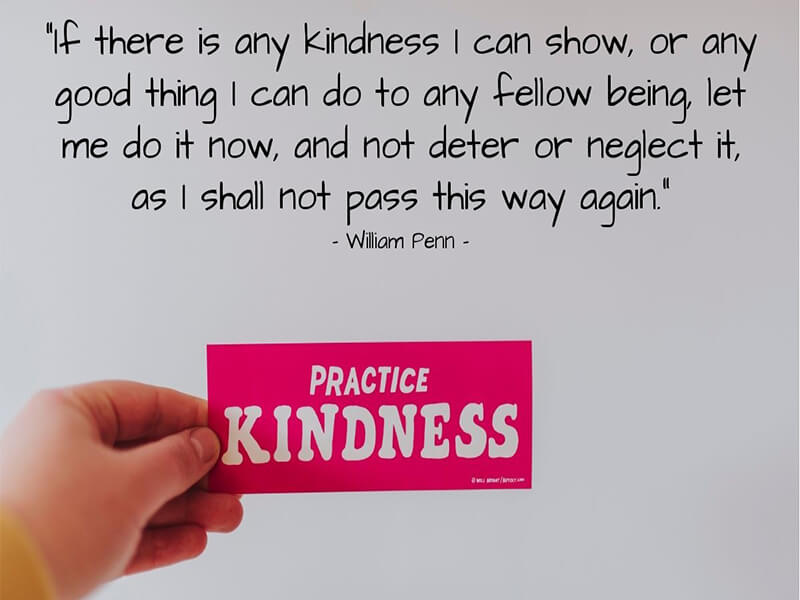 "If there is any kindness I can show, or any
good thing I can do to any fellow being, let
me do it now, and not deter or neglect it,
as I shall not pass this way again."
- William Penn -
PRACTICE
KINDNESS